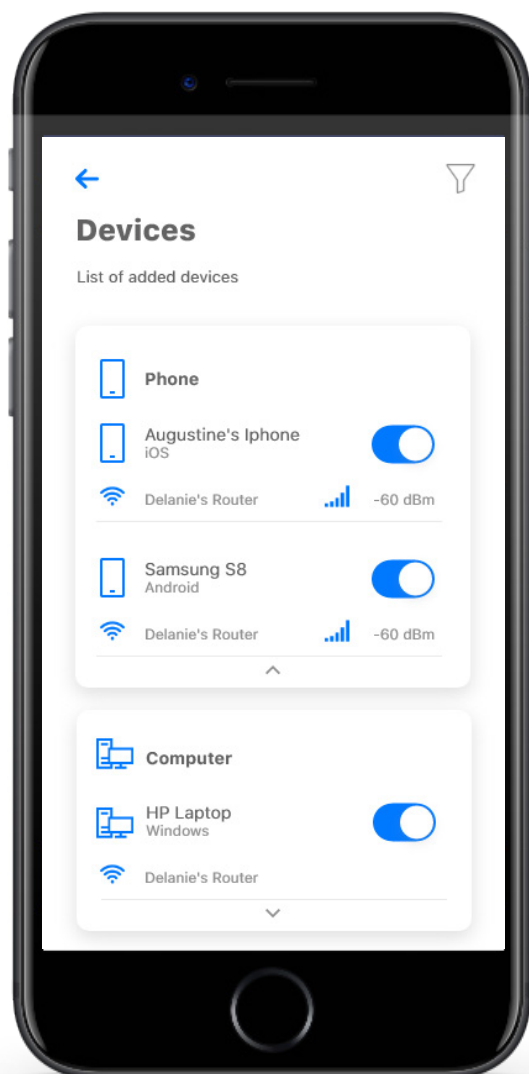 Devices
List of added devices
Phone
Augustine's Iphone
iOS
Delanie's Router -60 dBm
Samsung S8
Android
Delanie's Router -60 dBm
Computer
HP Laptop
Windows
Delanie's Router